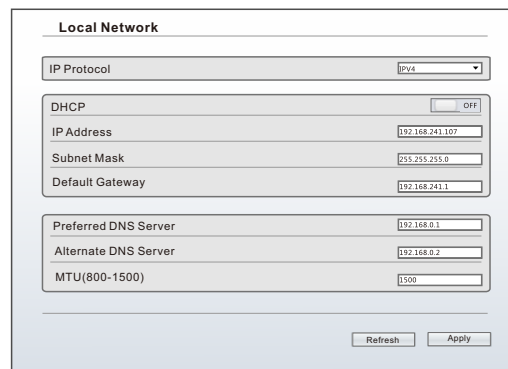 Local Network
IP Protocol IPV4
DHCP OFF
IP Address 192.168.241.107
Subnet Mask 255.255.255.0
Default Gateway 192.168.241.1
Preferred DNS Server 192.168.0.1
Alternate DNS Server 192.168.0.2
MTU(800-1500) 1500
Refresh Apply